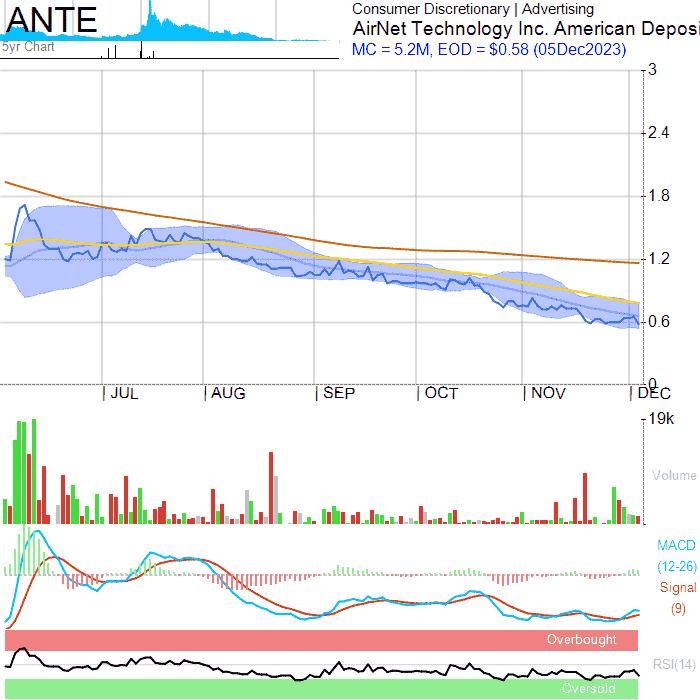 ANTE
5yr Chart
Consumer Discretionary | Advertising
AirNet Technology Inc. American Deposi
MC = 5.2M, EOD = $0.58 (05Dec2023)
3
2.4
1.8
1.2
0.6
0
JUL AUG SEP OCT NOV DEC
19k
Volume
MACD
(12-26)
Signal
(9)
Overbought
RSI(14)
Oversold